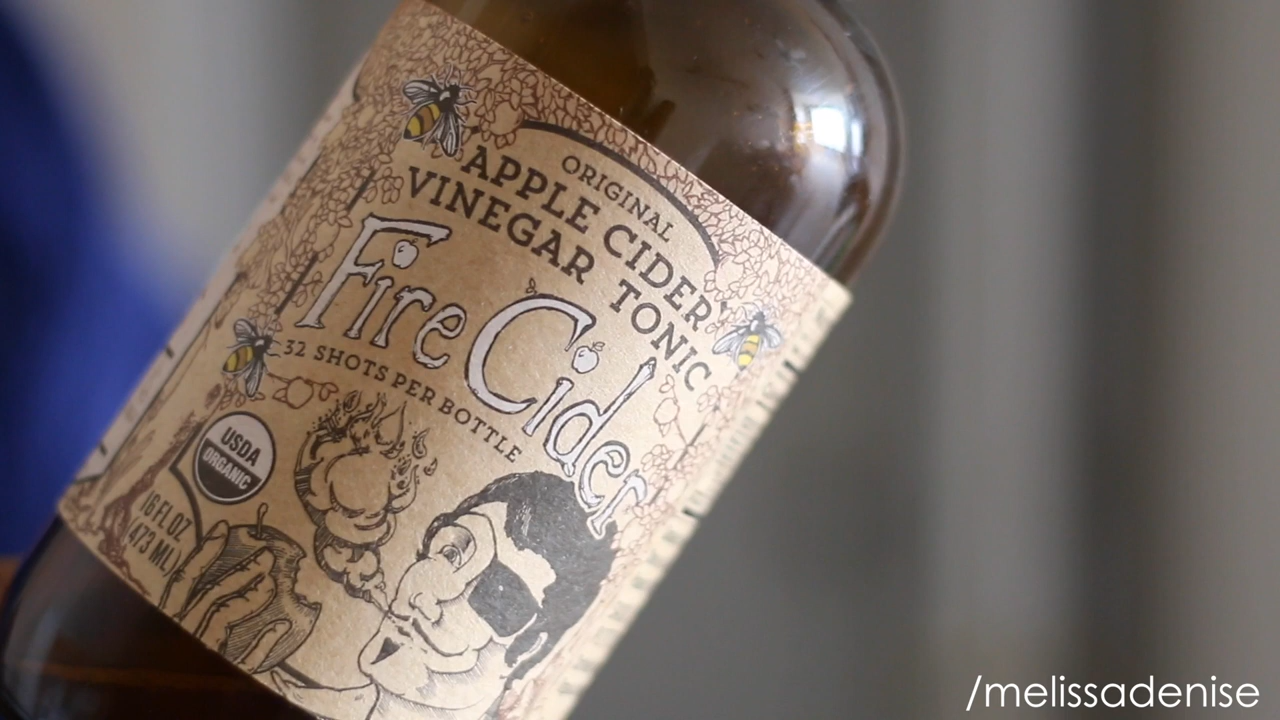 ORIGINAL
APPLE CIDER
VINEGAR TONIC
Fire Cider
32 SHOTS PER BOTTLE
USDA
ORGANIC
16 FL OZ
(473 ML)
/melissadenise